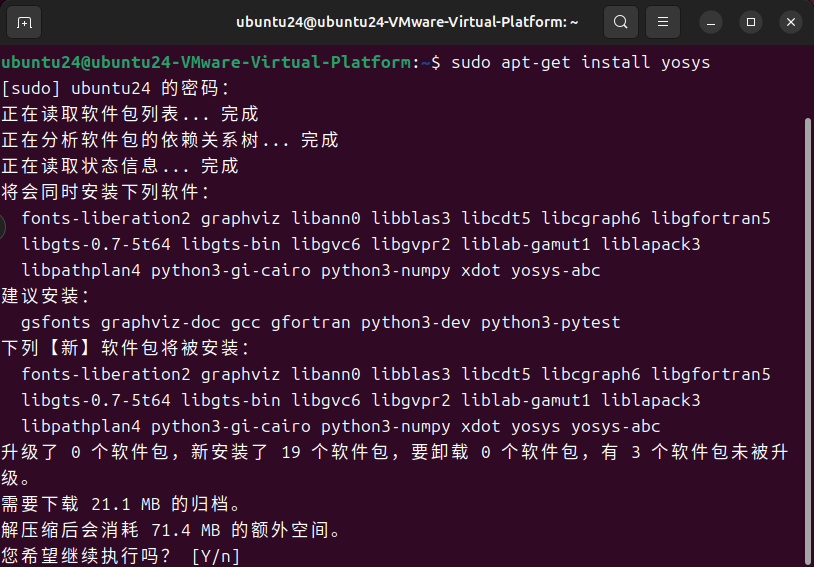 ubuntu24@ubuntu24-VMware-Virtual-Platform: ~
ubuntu24@ubuntu24-VMware-Virtual-Platform:~$ sudo apt-get install yosys
[sudo] ubuntu24 的密码：
正在读取软件包列表... 完成
正在分析软件包的依赖关系树... 完成
正在读取状态信息... 完成
将会同时安装下列软件：
  fonts-liberation2 graphviz libann0 libblas3 libcdt5 libcgraph6 libgfortran5
  libgts-0.7-5t64 libgts-bin libgvc6 libgvpr2 liblab-gamut1 liblapack3
  libpathplan4 python3-gi-cairo python3-numpy xdot yosys-abc
建议安装：
  gsfonts graphviz-doc gcc gfortran python3-dev python3-pytest
下列【新】软件包将被安装：
  fonts-liberation2 graphviz libann0 libblas3 libcdt5 libcgraph6 libgfortran5
  libgts-0.7-5t64 libgts-bin libgvc6 libgvpr2 liblab-gamut1 liblapack3
  libpathplan4 python3-gi-cairo python3-numpy xdot yosys yosys-abc
升级了 0 个软件包，新安装了 19 个软件包，要卸载 0 个软件包，有 3 个软件包未被升
级。
需要下载 21.1 MB 的归档。
解压缩后会消耗 71.4 MB 的额外空间。
您希望继续执行吗？ [Y/n]